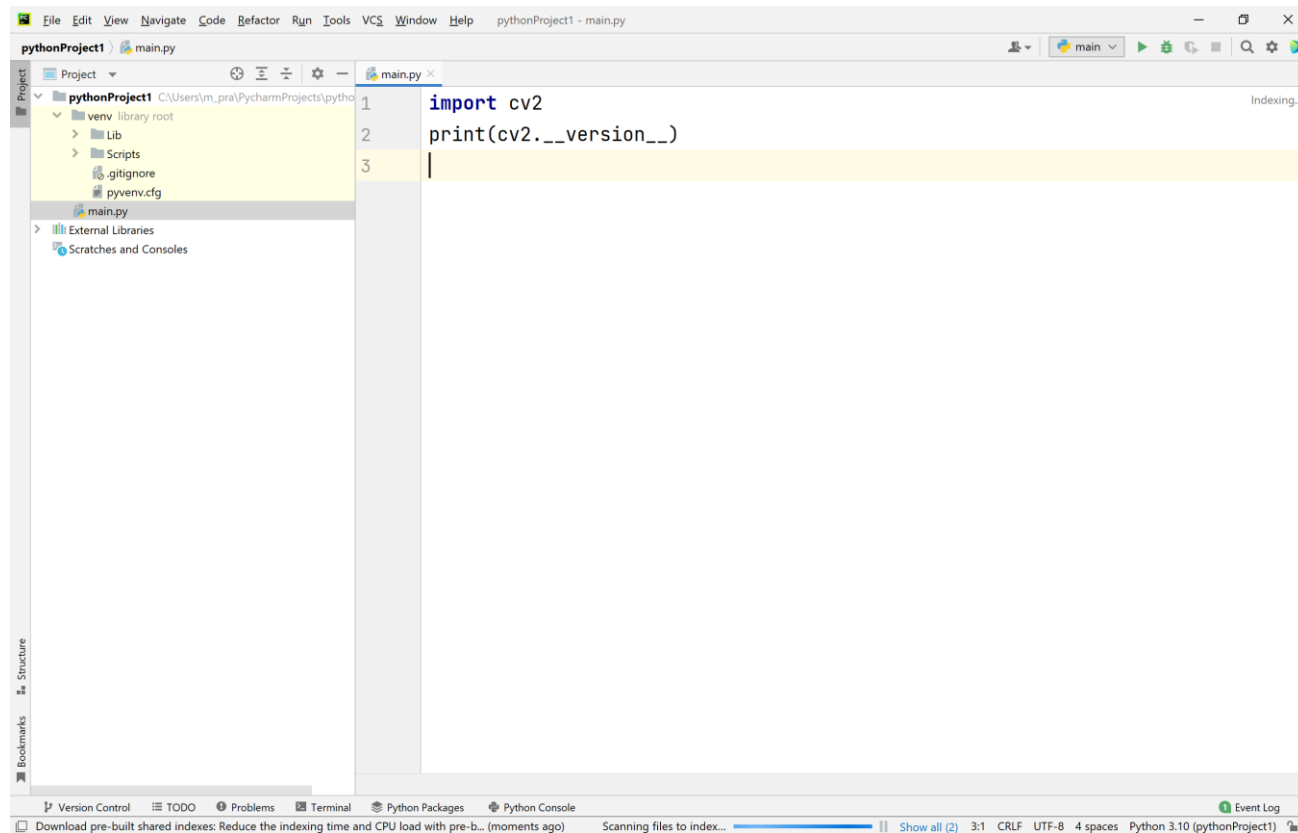 File Edit View Navigate Code Refactor Run Tools VCS Window Help pythonProject1 - main.py
pythonProject1 main.py
main
Project
Project
main.py
pythonProject1 C:\Users\m_pra\PycharmProjects\pytho
venv library root
Lib
Scripts
.gitignore
pyvenv.cfg
main.py
External Libraries
Scratches and Consoles
1 import cv2
2 print(cv2.__version__)
3
Indexing.
Structure
Bookmarks
Version Control TODO Problems Terminal Python Packages Python Console 1 Event Log
Download pre-built shared indexes: Reduce the indexing time and CPU load with pre-b... (moments ago) Scanning files to index... Show all (2) 3:1 CRLF UTF-8 4 spaces Python 3.10 (pythonProject1)